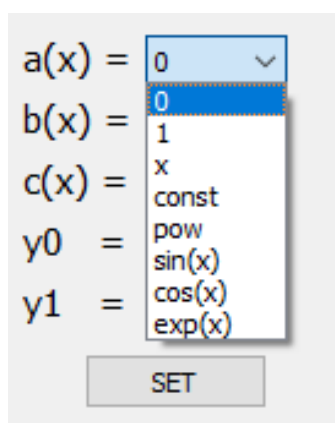 a(x) = 0
0
b(x) =
1
x
c(x) =
const
pow
y0 =
sin(x)
cos(x)
y1 =
exp(x)
SET